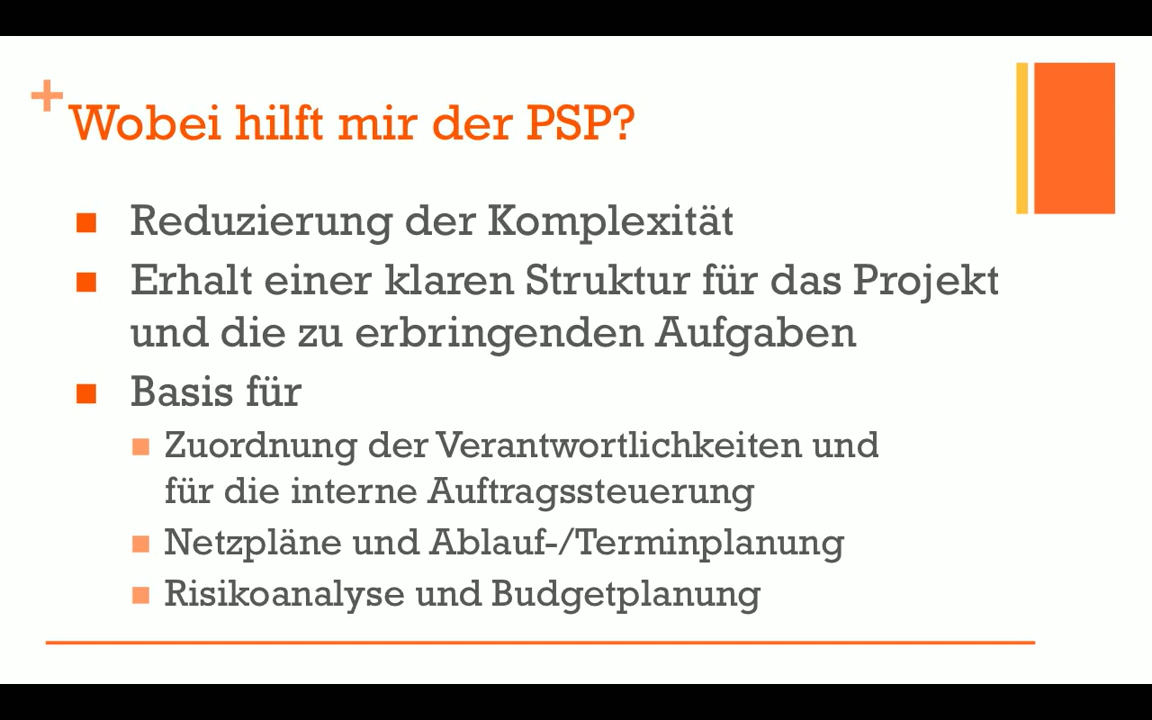 +
Wobei hilft mir der PSP?
■ Reduzierung der Komplexität
■ Erhalt einer klaren Struktur für das Projekt
und die zu erbringenden Aufgaben
■ Basis für
■ Zuordnung der Verantwortlichkeiten und
für die interne Auftragssteuerung
■ Netzpläne und Ablauf-/Terminplanung
■ Risikoanalyse und Budgetplanung